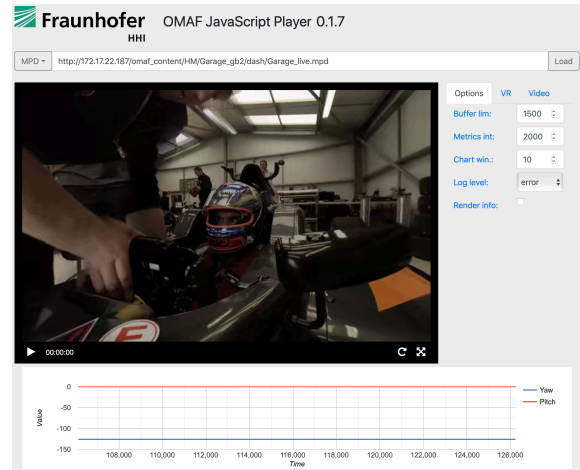 Fraunhofer
HHI
OMAF JavaScript Player 0.1.7
MPD
http://172.17.22.187/omaf_content/HM/Garage_gb2/dash/Garage_live.mpd
Load
Options VR Video
Buffer lim: 1500
Metrics int: 2000
Chart win.: 10
Log level: error
Render info:
E
00:00:00
0
-50
-100
-150
Value
Yaw
Pitch
108,000 110,000 112,000 114,000 116,000 118,000 120,000 122,000 124,000 126,000
Time